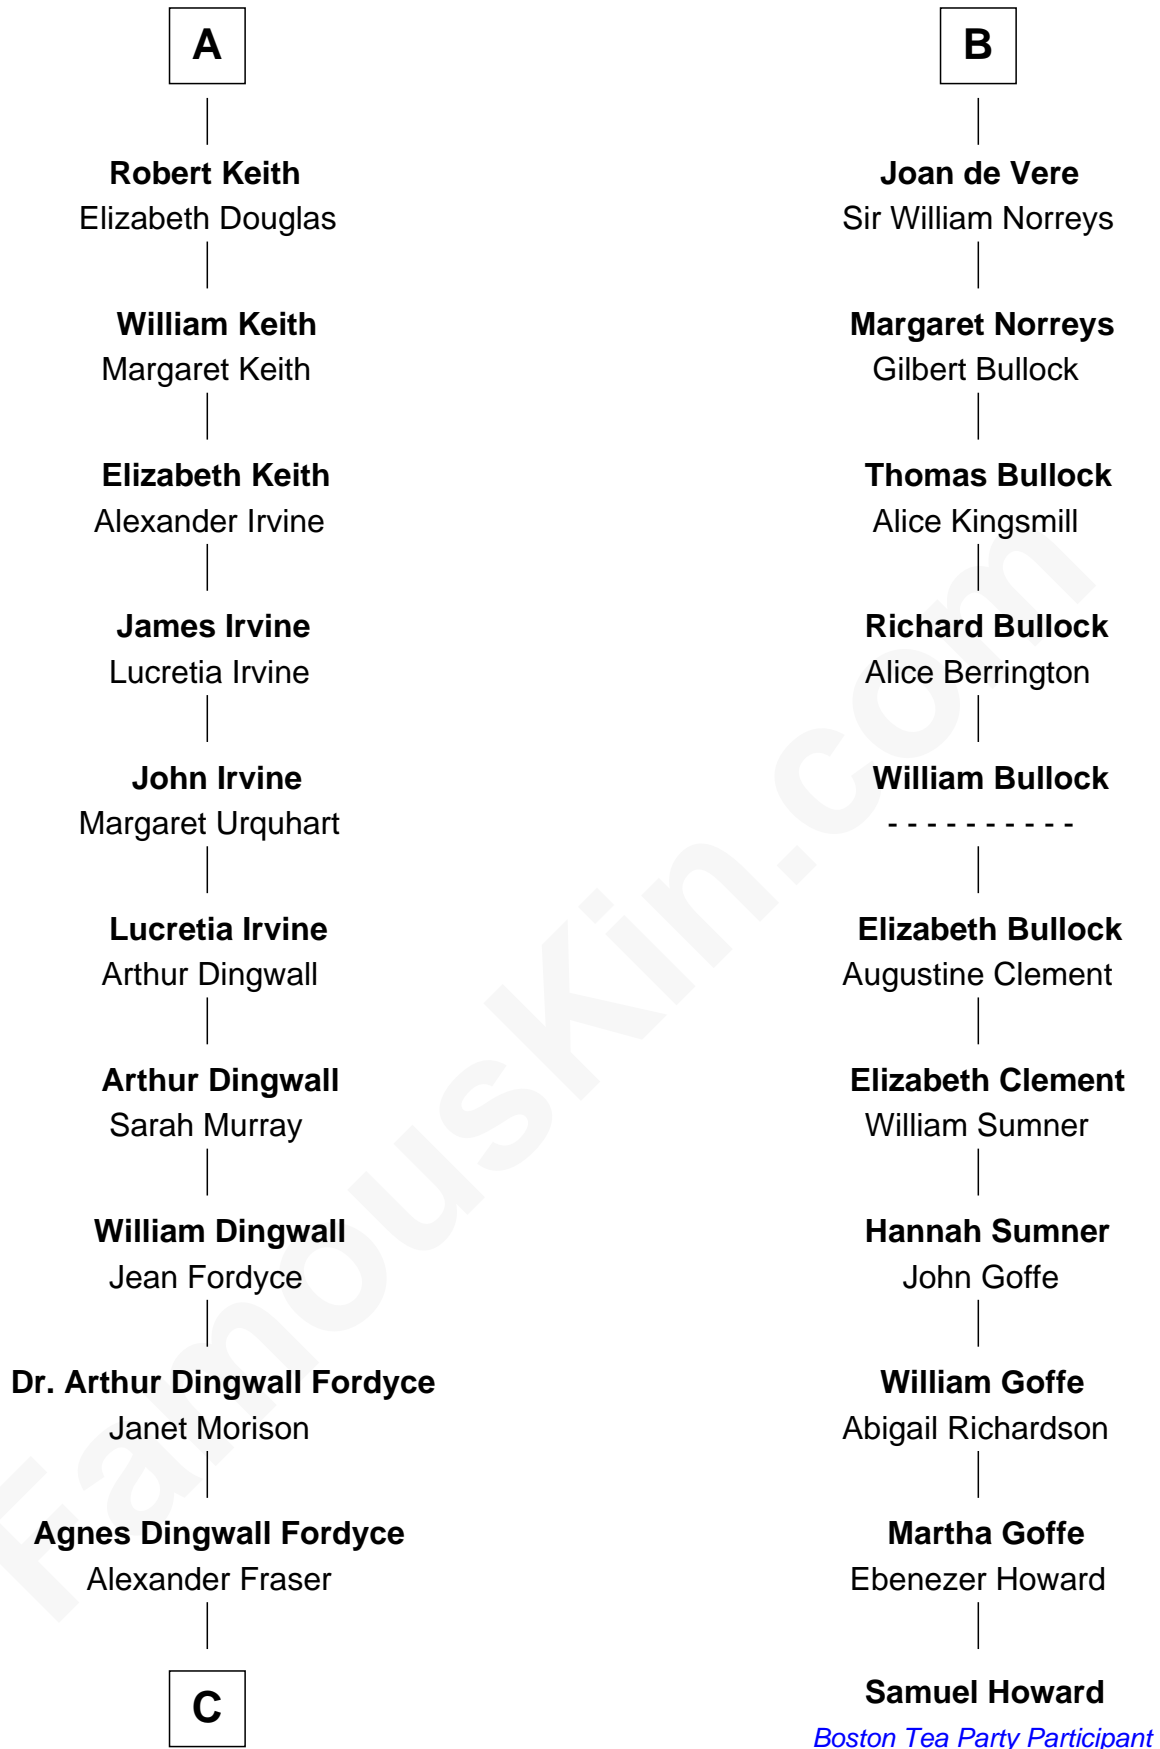 A
Robert Keith
Elizabeth Douglas
William Keith
Margaret Keith
Elizabeth Keith
Alexander Irvine
James Irvine
Lucretia Irvine
John Irvine
Margaret Urquhart
Lucretia Irvine
Arthur Dingwall
Arthur Dingwall
Sarah Murray
William Dingwall
Jean Fordyce
Dr. Arthur Dingwall Fordyce
Janet Morison
Agnes Dingwall Fordyce
Alexander Fraser
C
B
Joan de Vere
Sir William Norreys
Margaret Norreys
Gilbert Bullock
Thomas Bullock
Alice Kingsmill
Richard Bullock
Alice Berrington
William Bullock
- - - - - - - - - -
Elizabeth Bullock
Augustine Clement
Elizabeth Clement
William Sumner
Hannah Sumner
John Goffe
William Goffe
Abigail Richardson
Martha Goffe
Ebenezer Howard
Samuel Howard
Boston Tea Party Participant
FamousKin.com